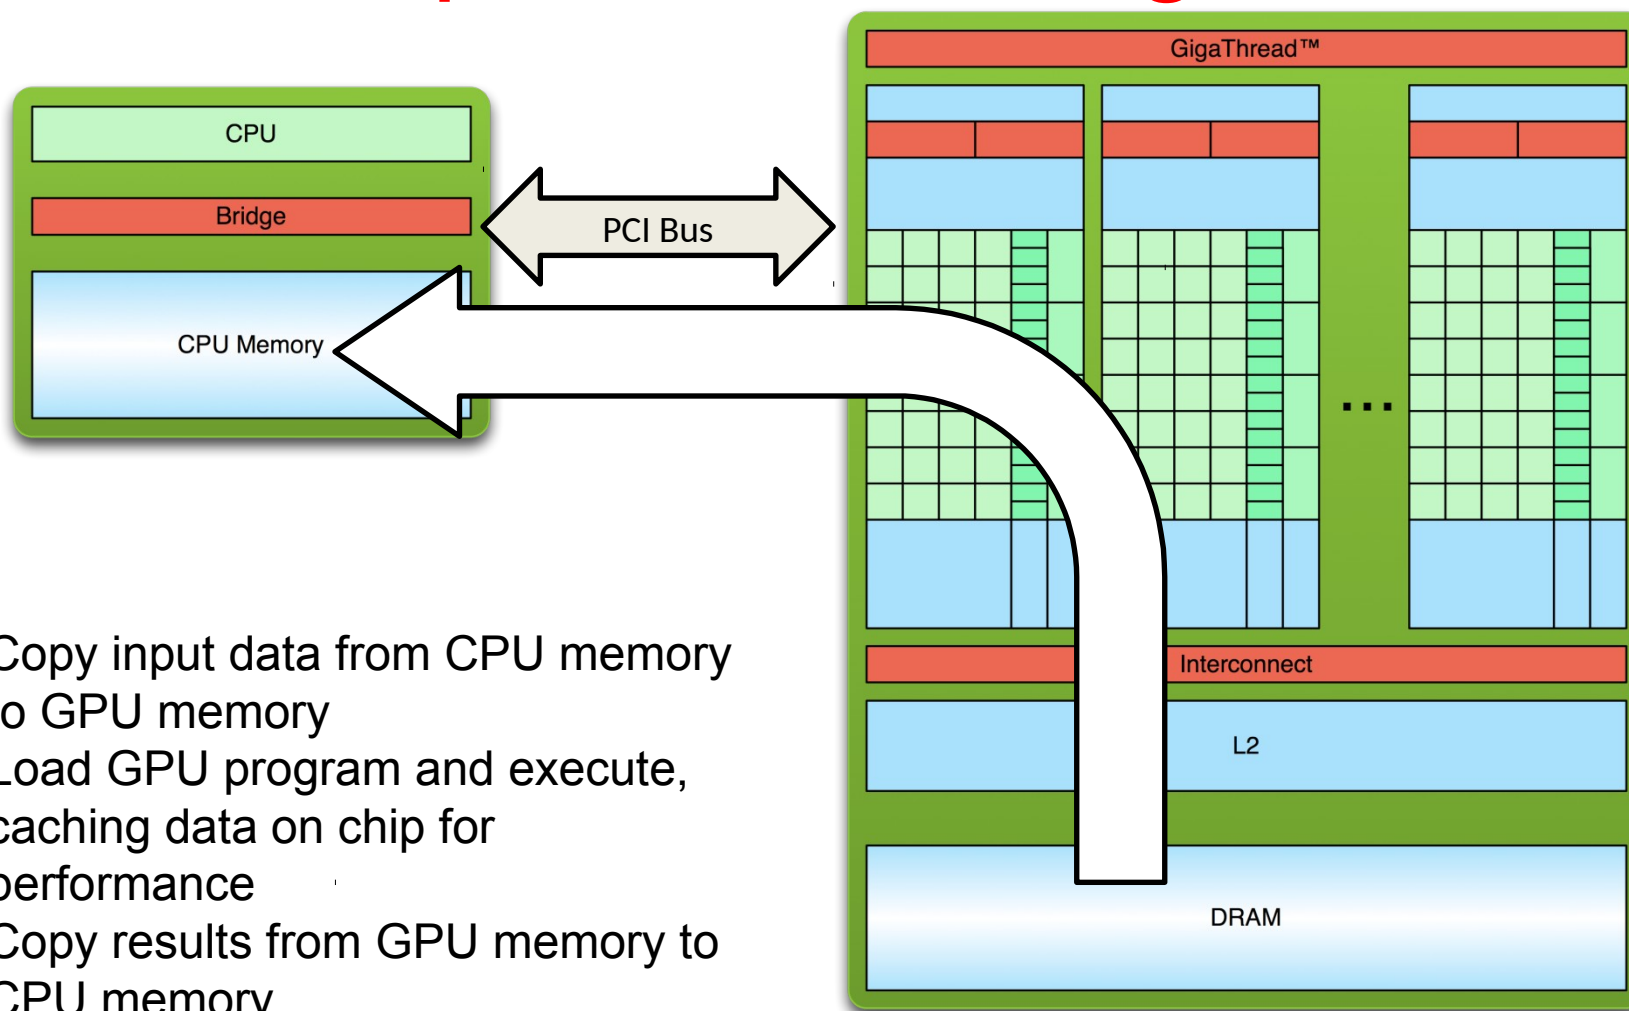 GigaThread™
CPU
Bridge
PCI Bus
CPU Memory
...
Copy input data from CPU memory
to GPU memory
Load GPU program and execute,
caching data on chip for
performance
Copy results from GPU memory to
CPU memory
Interconnect
L2
DRAM